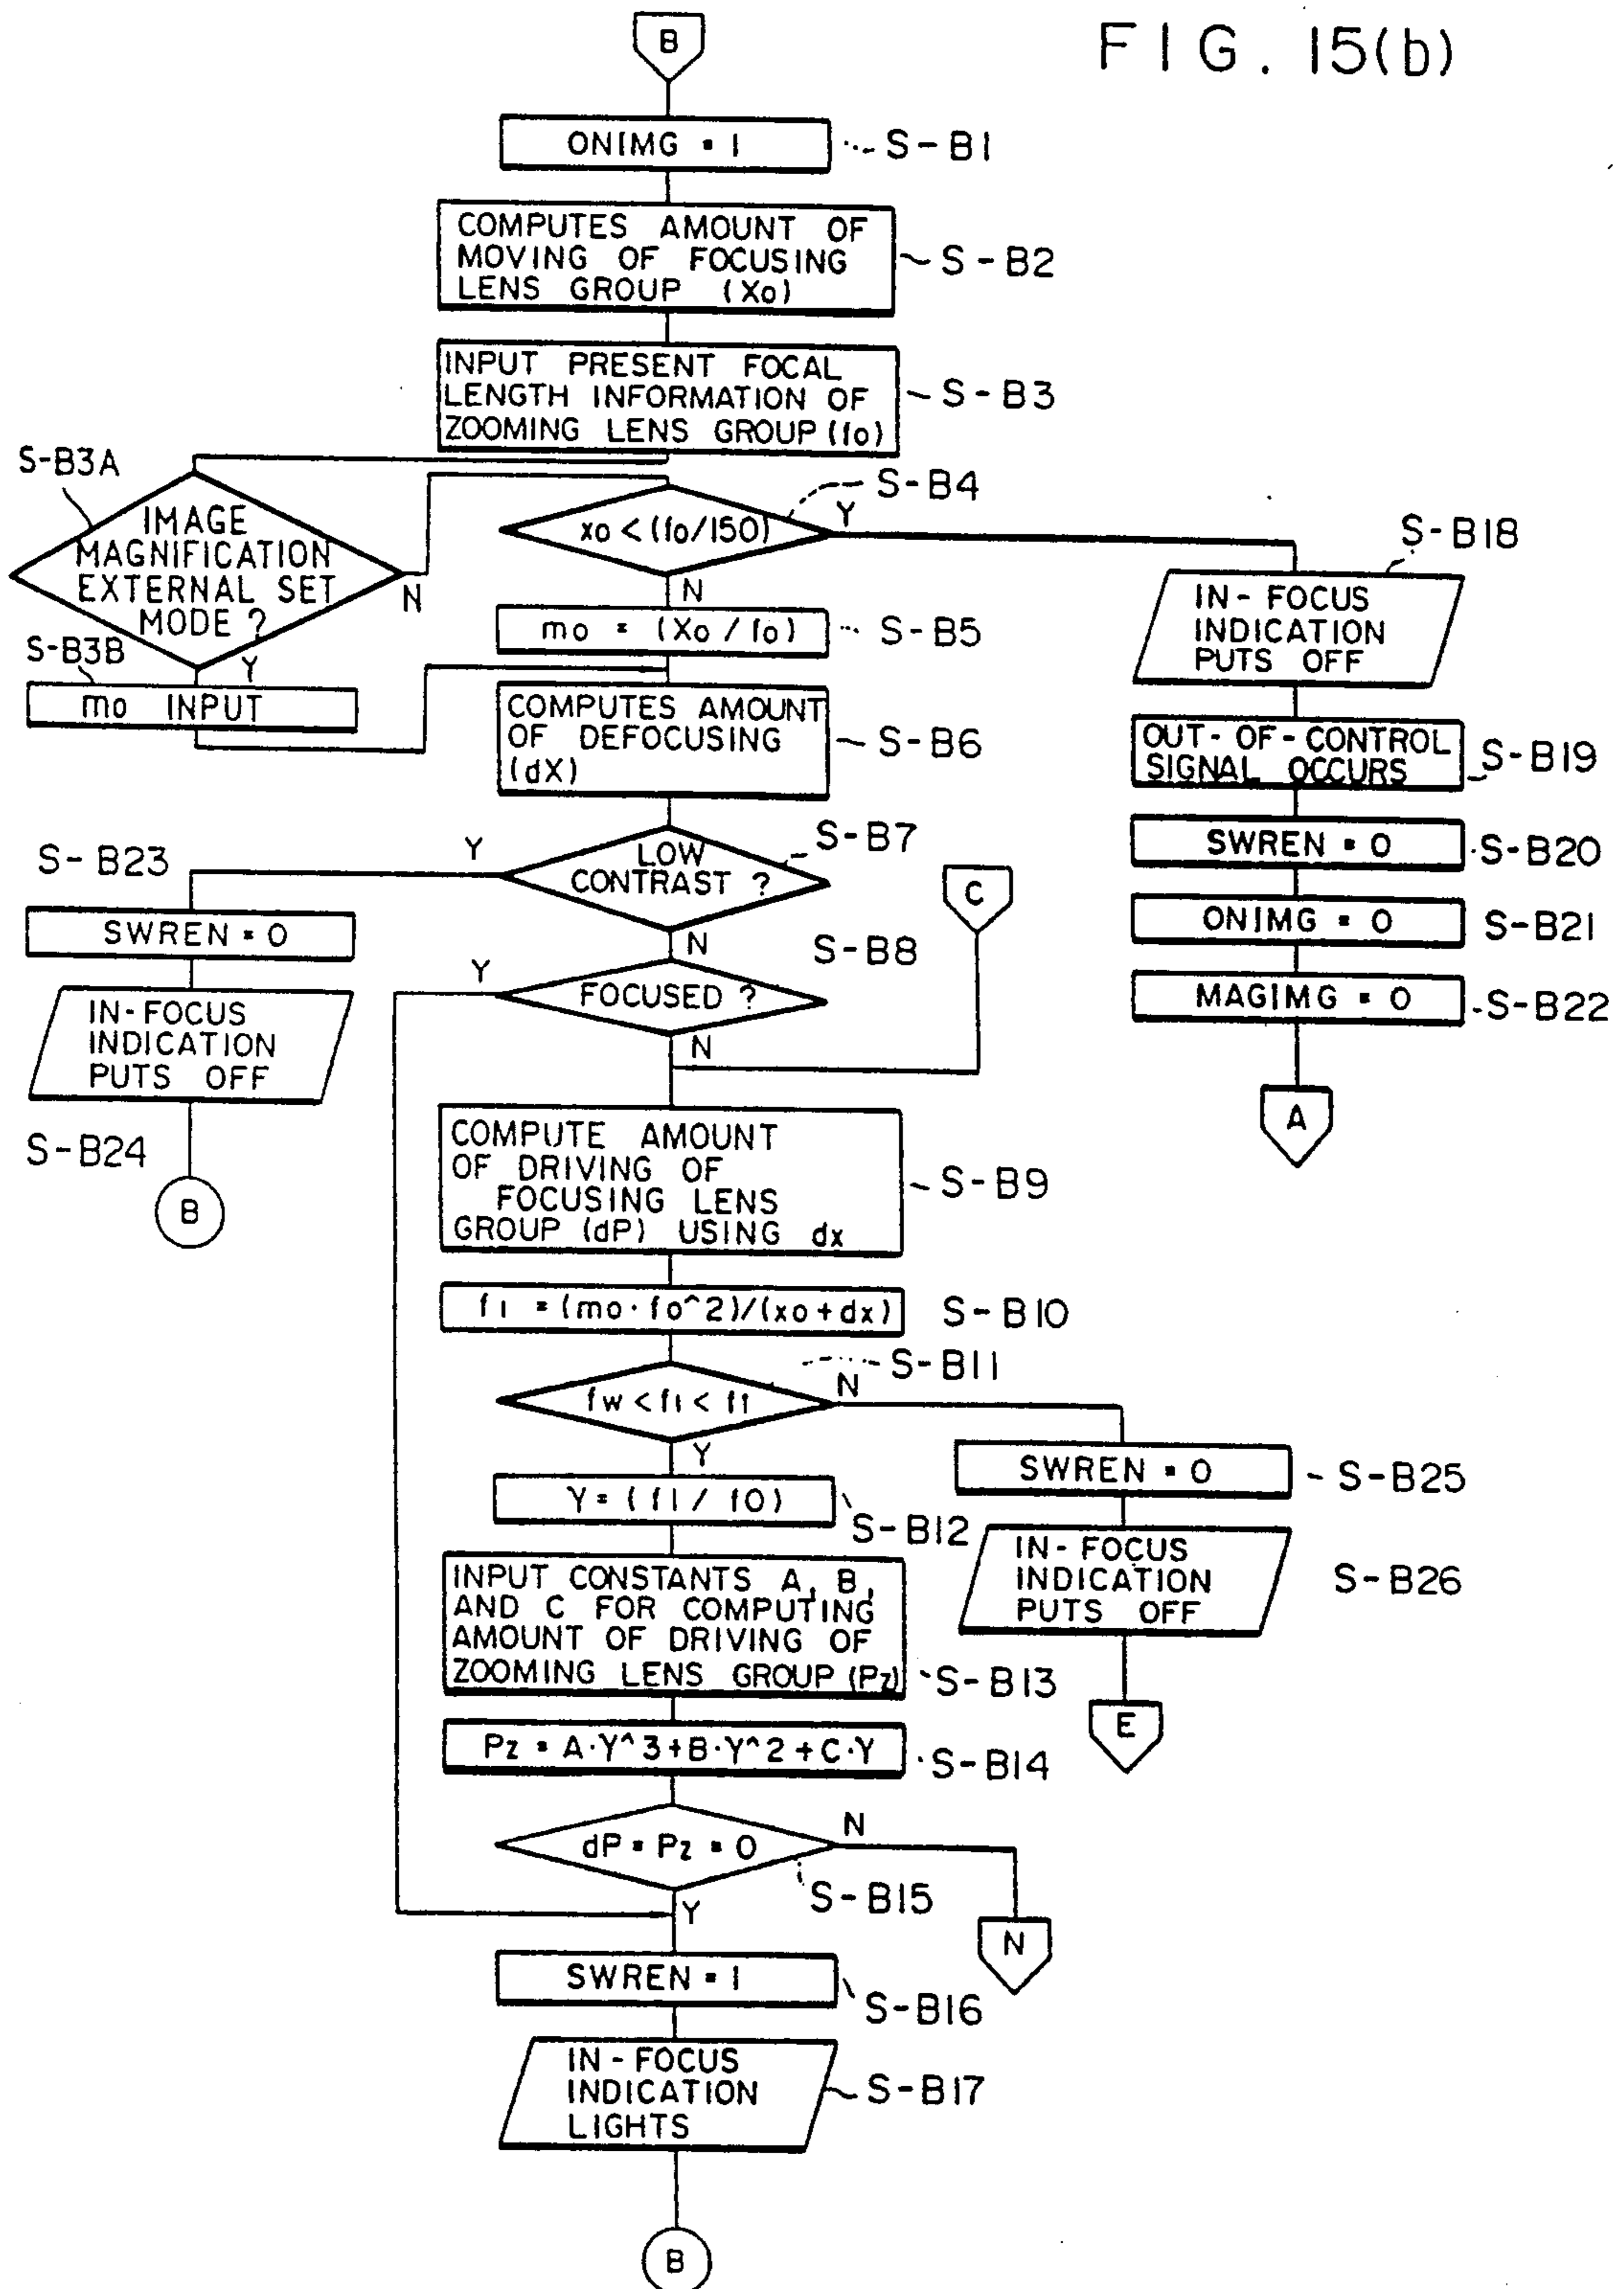 FIG. 15(b)
B
ONIMG = 1
S-B1
COMPUTES AMOUNT OF
MOVING OF FOCUSING
LENS GROUP (Xo)
S-B2
INPUT PRESENT FOCAL
LENGTH INFORMATION OF
ZOOMING LENS GROUP (fo)
S-B3
S-B3A
IMAGE
MAGNIFICATION
EXTERNAL SET
MODE ?
N
Y
S-B3B
mo INPUT
S-B4
xo < (fo/150)
Y
N
mo = (Xo / fo)
S-B5
COMPUTES AMOUNT
OF DEFOCUSING
(dX)
S-B6
S-B18
IN-FOCUS
INDICATION
PUTS OFF
OUT-OF-CONTROL
SIGNAL OCCURS
S-B19
SWREN = 0
S-B20
ONIMG = 0
S-B21
MAGIMG = 0
S-B22
A
S-B7
LOW
CONTRAST ?
Y
N
S-B23
SWREN = 0
IN-FOCUS
INDICATION
PUTS OFF
S-B24
B
C
S-B8
FOCUSED ?
Y
N
COMPUTE AMOUNT
OF DRIVING OF
FOCUSING LENS
GROUP (dP) USING dx
S-B9
f1 = (mo·fo^2)/(xo+dx)
S-B10
S-B11
fw < f1 < fT
N
Y
SWREN = 0
S-B25
IN-FOCUS
INDICATION
PUTS OFF
S-B26
E
Y = (f1 / f0)
S-B12
INPUT CONSTANTS A, B,
AND C FOR COMPUTING
AMOUNT OF DRIVING OF
ZOOMING LENS GROUP (Pz)
S-B13
Pz = A·Y^3+B·Y^2+C·Y
S-B14
dP = Pz = 0
N
S-B15
Y
N
SWREN = 1
S-B16
IN-FOCUS
INDICATION
LIGHTS
S-B17
B